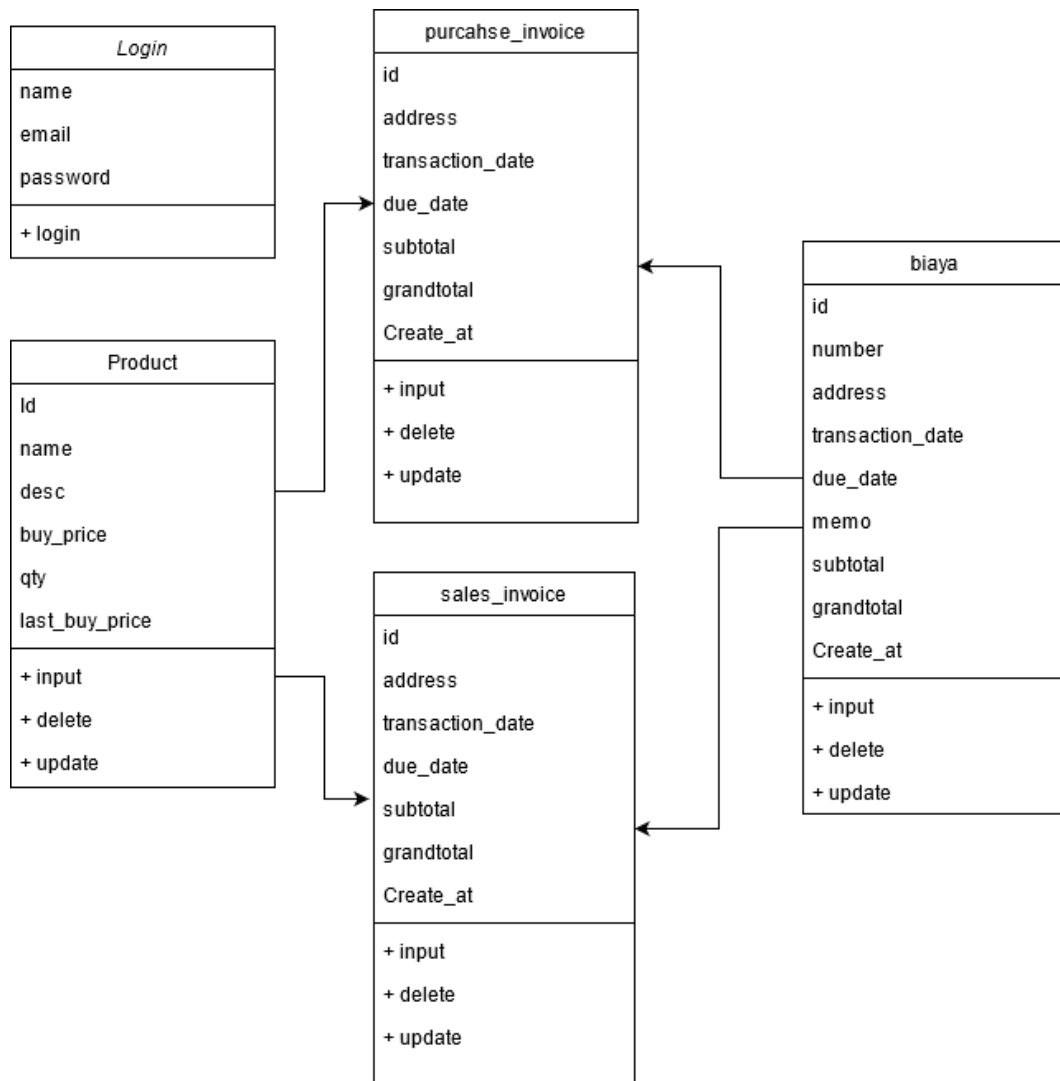 Login
name
email
password
+ login
purcahse_invoice
id
address
transaction_date
due_date
subtotal
grandtotal
Create_at
+ input
+ delete
+ update
Product
Id
name
desc
buy_price
qty
last_buy_price
+ input
+ delete
+ update
sales_invoice
id
address
transaction_date
due_date
subtotal
grandtotal
Create_at
+ input
+ delete
+ update
biaya
id
number
address
transaction_date
due_date
memo
subtotal
grandtotal
Create_at
+ input
+ delete
+ update